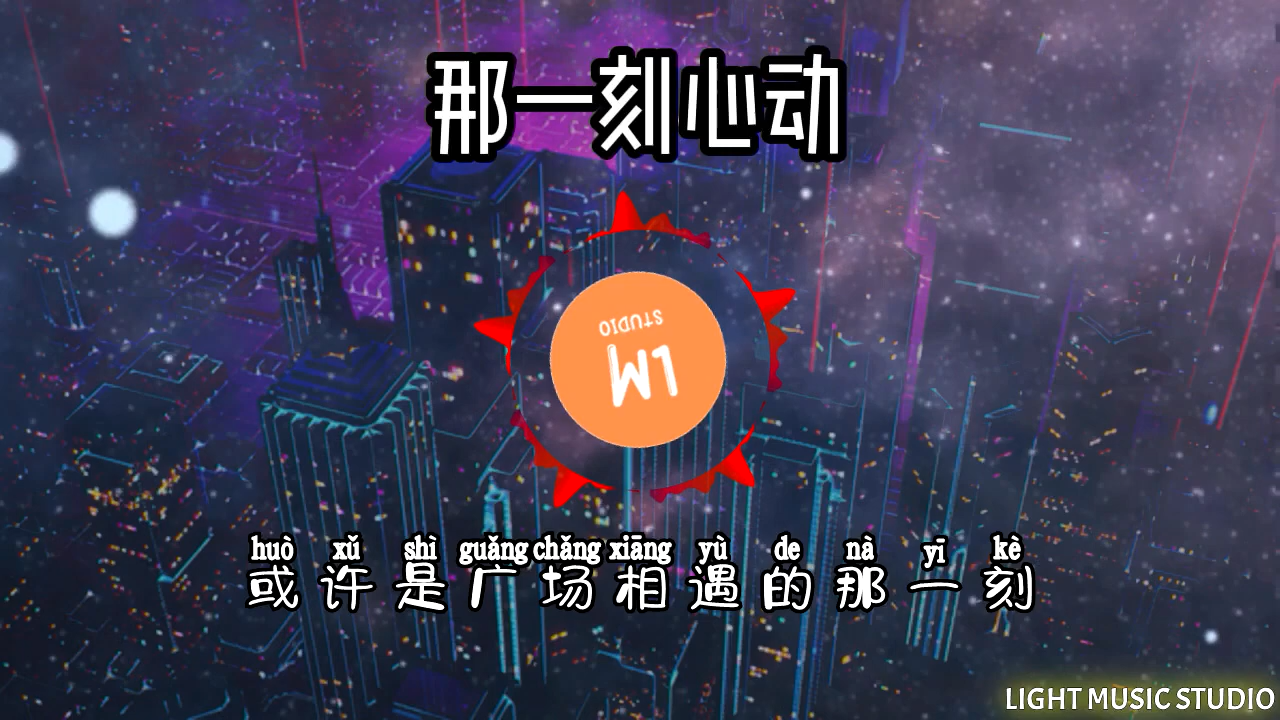 那一刻心动
STUDIO
LM
huò xǔ shì guǎng chǎng xiāng yù de nà yī kè
或许是广场相遇的那一刻
LIGHT MUSIC STUDIO